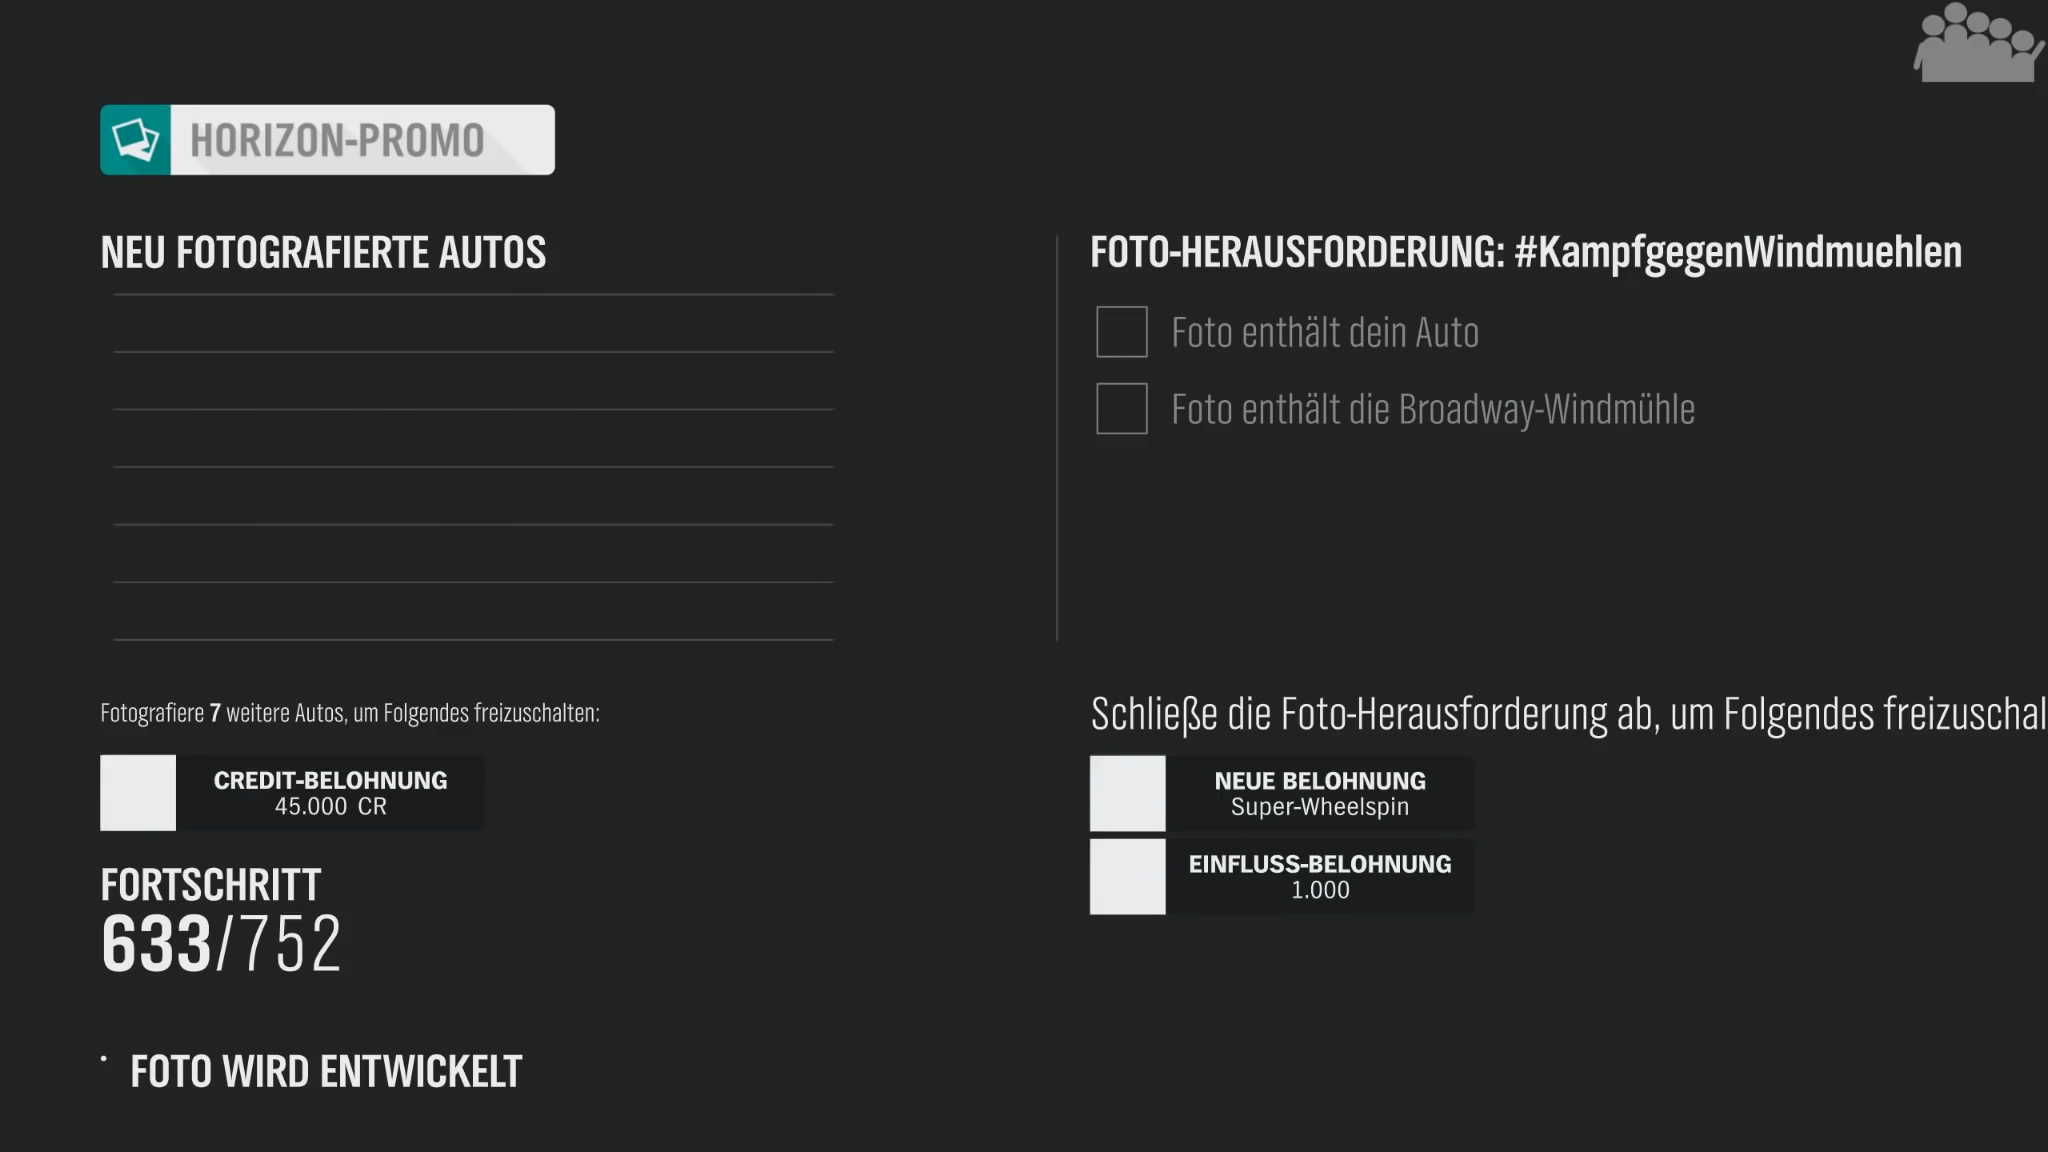 HORIZON-PROMO
NEU FOTOGRAFIERTE AUTOS
Fotografiere 7 weitere Autos, um Folgendes freizuschalten:
CREDIT-BELOHNUNG
45.000 CR
FORTSCHRITT
633/752
FOTO WIRD ENTWICKELT
FOTO-HERAUSFORDERUNG: #KampfgegenWindmuehlen
Foto enthält dein Auto
Foto enthält die Broadway-Windmühle
Schließe die Foto-Herausforderung ab, um Folgendes freizuschal
NEUE BELOHNUNG
Super-Wheelspin
EINFLUSS-BELOHNUNG
1.000